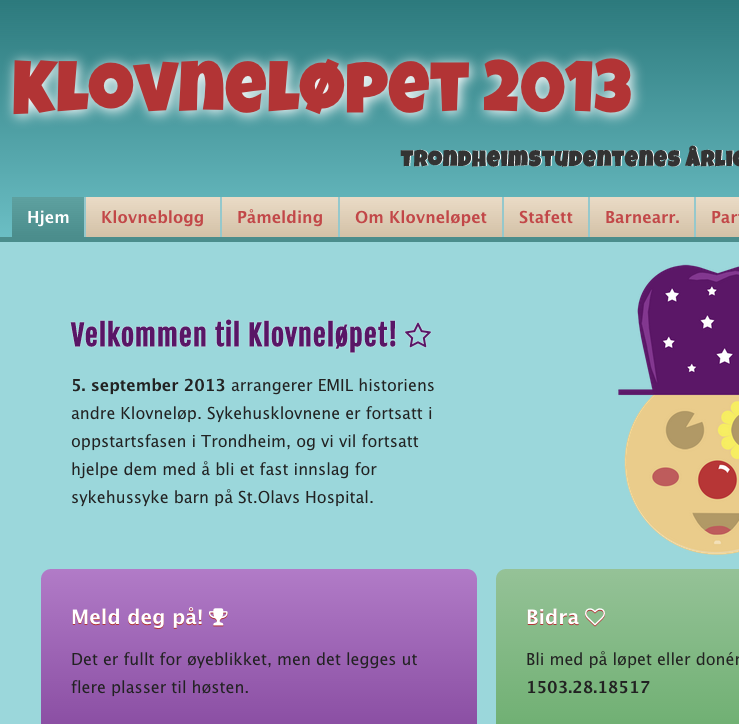 Klovneløpet 2013
Trondheimstudentenes
Hjem Klovneblogg Påmelding Om Klovneløpet Stafett Barnearr.
Velkommen til Klovneløpet!
5. september 2013 arrangerer EMIL historiens
andre Klovneløp. Sykehusklovnene er fortsatt i
oppstartsfasen i Trondheim, og vi vil fortsatt
hjelpe dem med å bli et fast innslag for
sykehussyke barn på St.Olavs Hospital.
Meld deg på!
Det er fullt for øyeblikket, men det legges ut
flere plasser til høsten.
Bidra
Bli med på løpet eller
1503.28.18517